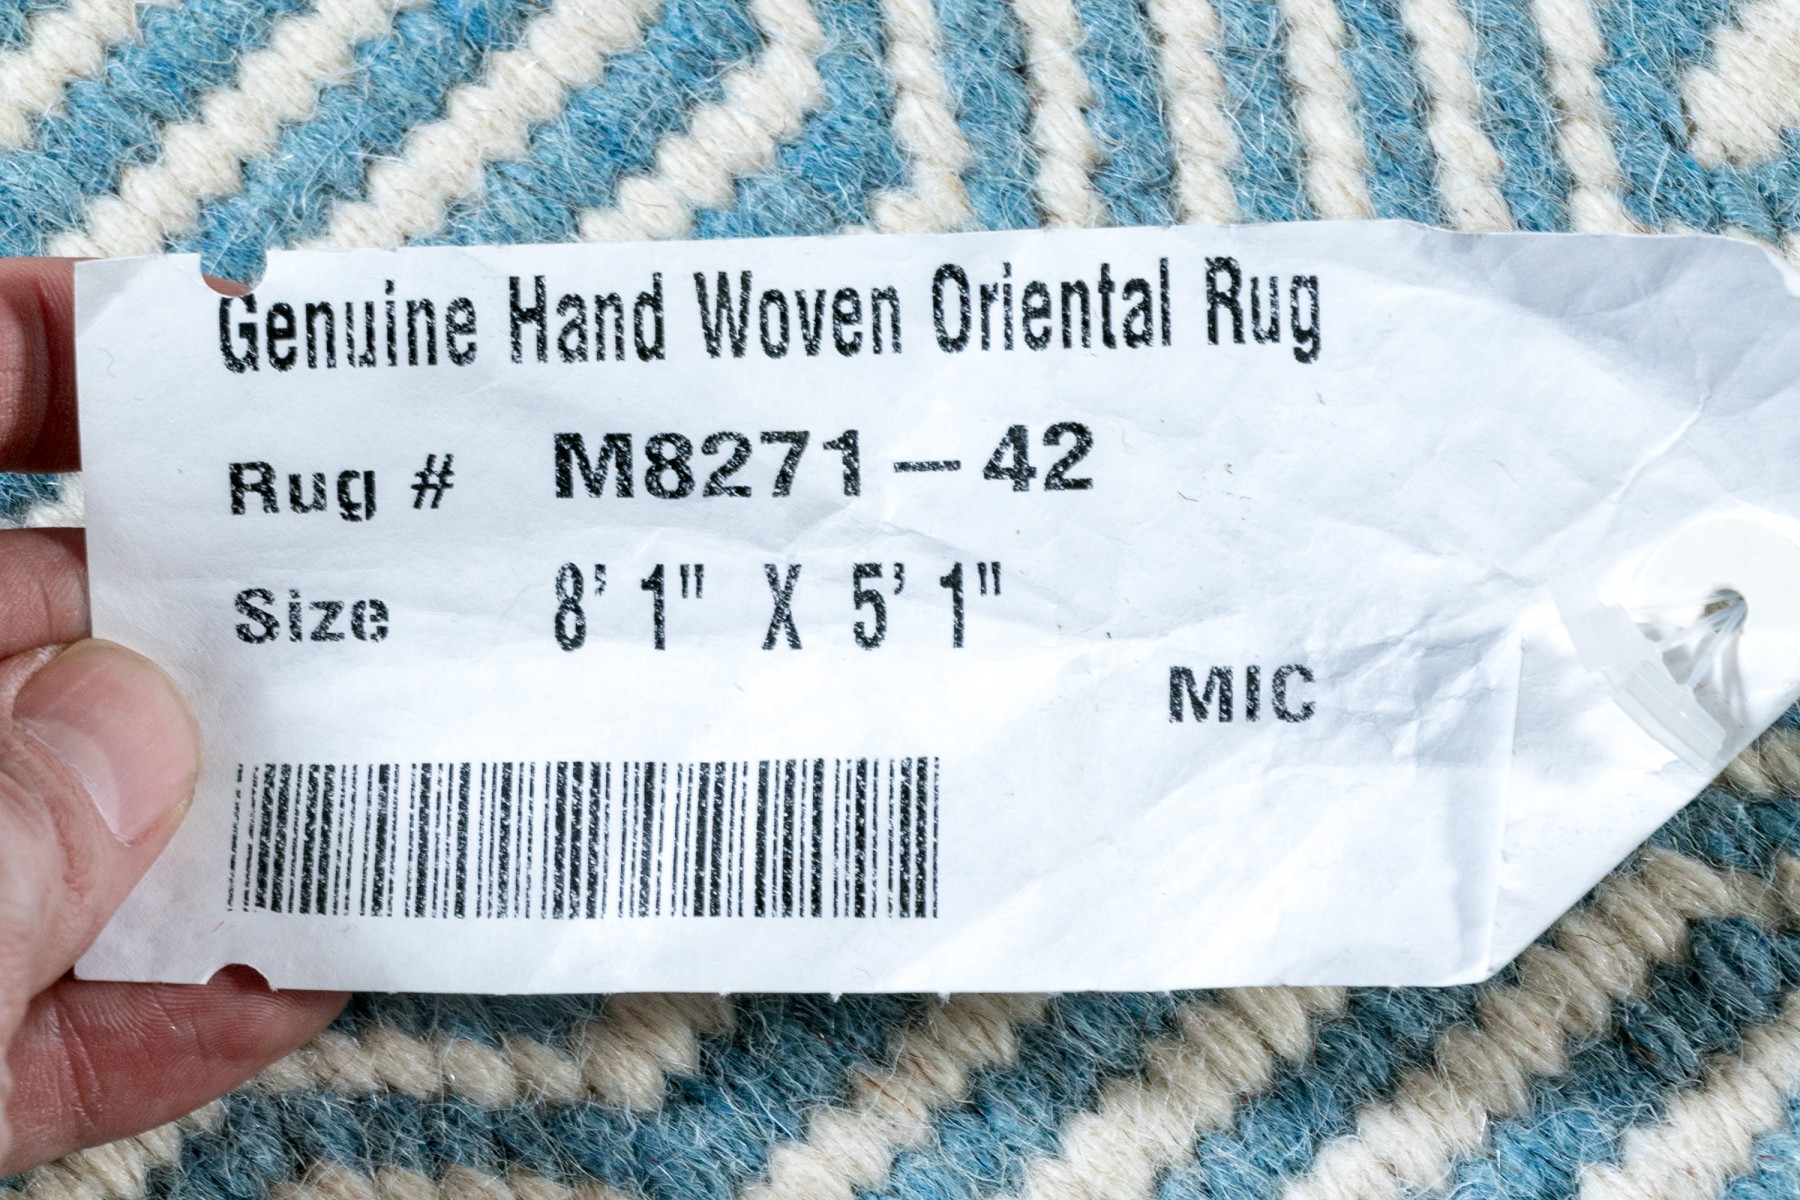 Genuine Hand Woven Oriental Rug
Rug # M8271-42
Size 8' 1" X 5' 1"
MIC